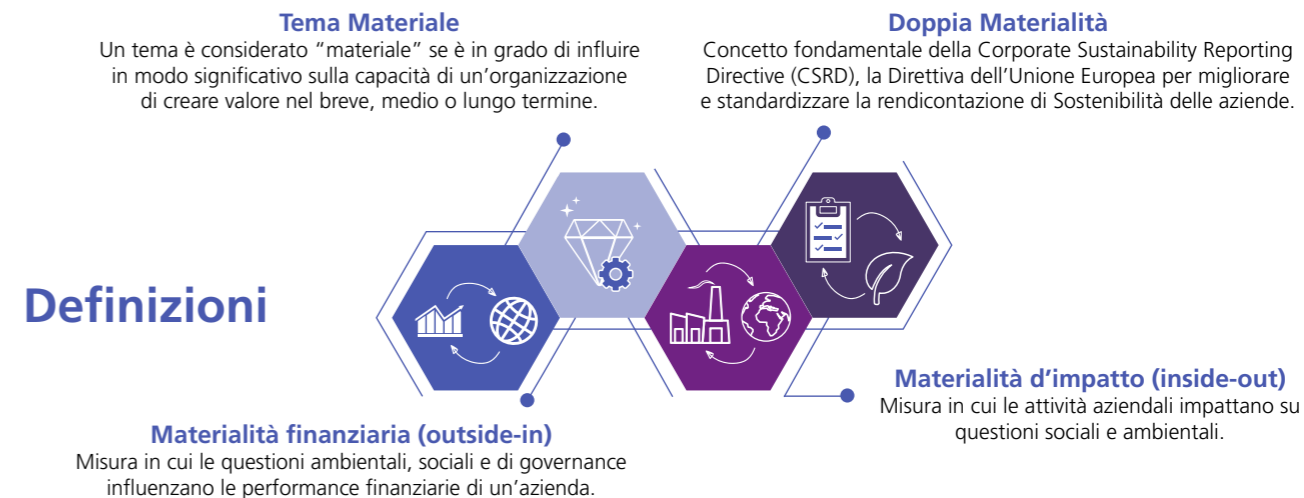 Tema Materiale
Un tema è considerato “materiale” se è in grado di influire
in modo significativo sulla capacità di un’organizzazione
di creare valore nel breve, medio o lungo termine.
Doppia Materialità
Concetto fondamentale della Corporate Sustainability Reporting
Directive (CSRD), la Direttiva dell’Unione Europea per migliorare
e standardizzare la rendicontazione di Sostenibilità delle aziende.
Definizioni
Materialità finanziaria (outside-in)
Misura in cui le questioni ambientali, sociali e di governance
influenzano le performance finanziarie di un’azienda.
Materialità d’impatto (inside-out)
Misura in cui le attività aziendali impattano su
questioni sociali e ambientali.